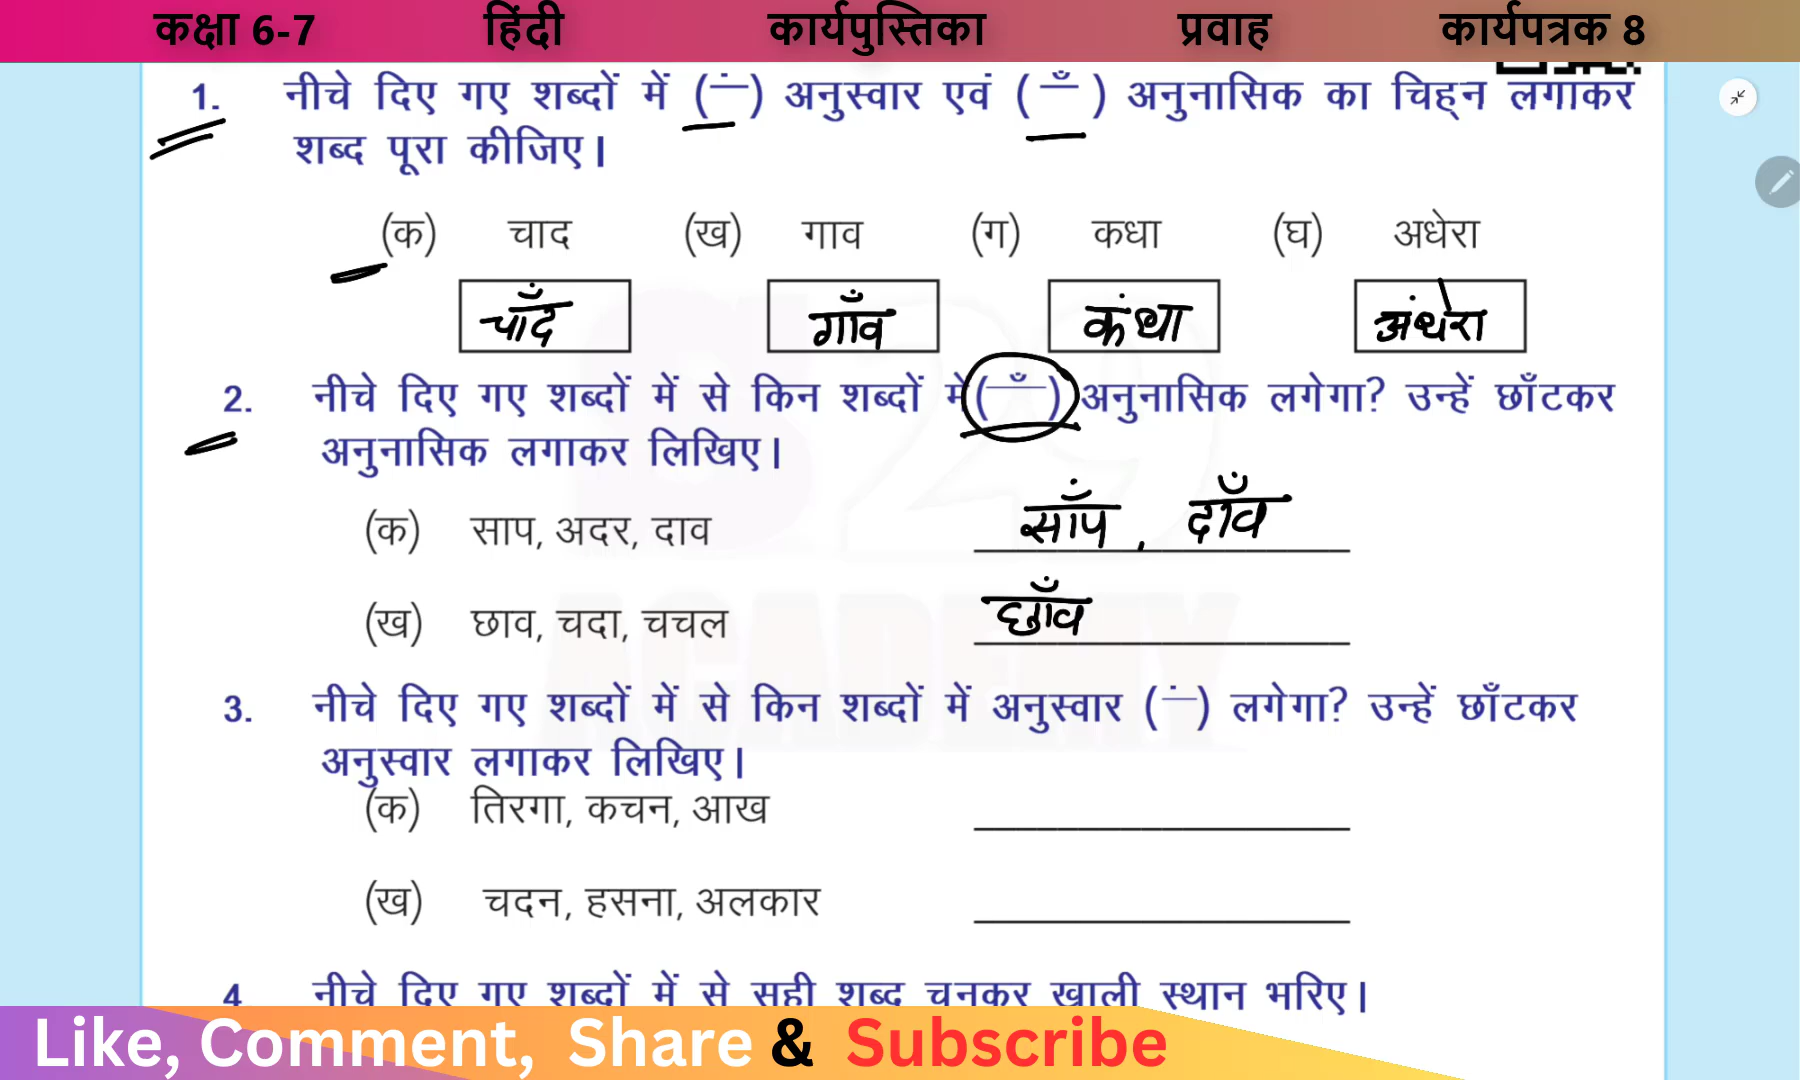 कक्षा 6-7 हिंदी कार्यपुस्तिका प्रवाह कार्यपत्रक 8
1. नीचे दिए गए शब्दों में (ं) अनुस्वार एवं (ँ) अनुनासिक का चिह्न लगाकर
शब्द पूरा कीजिए।
(क) चाद (ख) गाव (ग) कधा (घ) अधेरा
चाँद गाँव कंधा अंधेरा
2. नीचे दिए गए शब्दों में से किन शब्दों में (ँ) अनुनासिक लगेगा? उन्हें छाँटकर
अनुनासिक लगाकर लिखिए।
(क) साप, अदर, दाव साँप, दाँव
(ख) छाव, चदा, चचल छाँव
3. नीचे दिए गए शब्दों में से किन शब्दों में अनुस्वार (ं) लगेगा? उन्हें छाँटकर
अनुस्वार लगाकर लिखिए।
(क) तिरगा, कचन, आख
(ख) चदन, हसना, अलकार
4 नीचे दिए गए शब्दों में से सही शब्द चुनकर खाली स्थान भरिए।
Like, Comment, Share & Subscribe